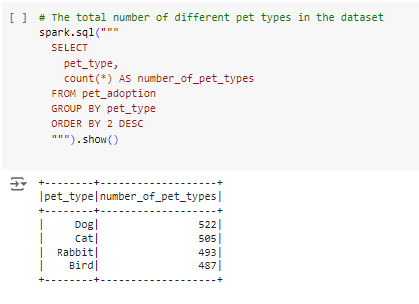 [ ] # The total number of different pet types in the dataset
spark.sql("""
  SELECT
    pet_type,
    count(*) AS number_of_pet_types
  FROM pet_adoption
  GROUP BY pet_type
  ORDER BY 2 DESC
  """).show()
+--------+-------------------+
|pet_type|number_of_pet_types|
+--------+-------------------+
|     Dog|                522|
|     Cat|                505|
|  Rabbit|                493|
|    Bird|                487|
+--------+-------------------+